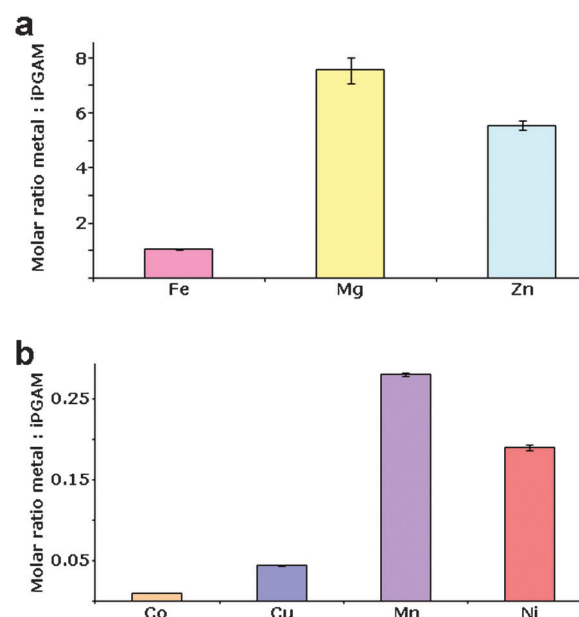 a
Molar ratio metal : iPGAM
8
6
4
2
Fe Mg Zn
b
Molar ratio metal : iPGAM
0.25
0.15
0.05
Co Cu Mn Ni